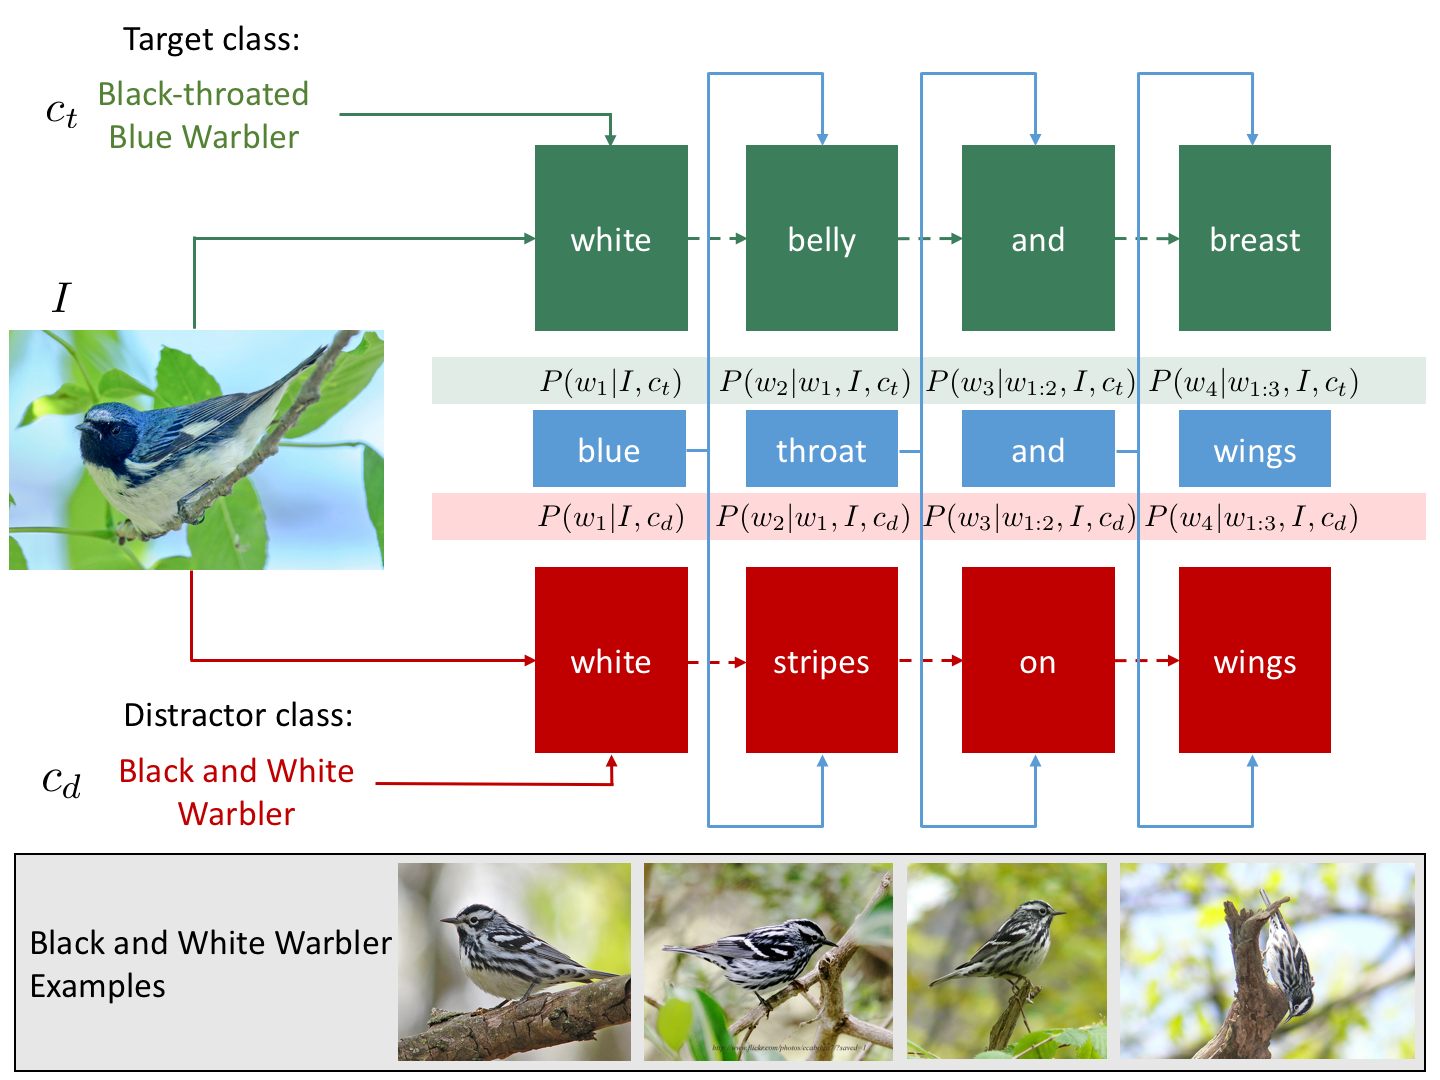 Target class:
c_t
Black-throated
Blue Warbler
white
belly
and
breast
I
P(w_1|I, c_t)
P(w_2|w_1, I, c_t)
P(w_3|w_{1:2}, I, c_t)
P(w_4|w_{1:3}, I, c_t)
blue
throat
and
wings
P(w_1|I, c_d)
P(w_2|w_1, I, c_d)
P(w_3|w_{1:2}, I, c_d)
P(w_4|w_{1:3}, I, c_d)
white
stripes
on
wings
Distractor class:
c_d
Black and White
Warbler
Black and White Warbler
Examples